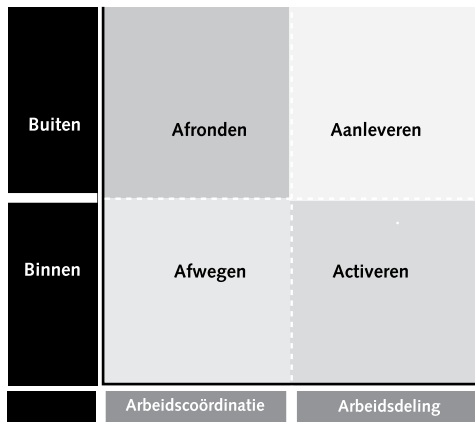 Buiten
Afronden
Aanleveren
Binnen
Afwegen
Activeren
Arbeidscoördinatie
Arbeidsdeling